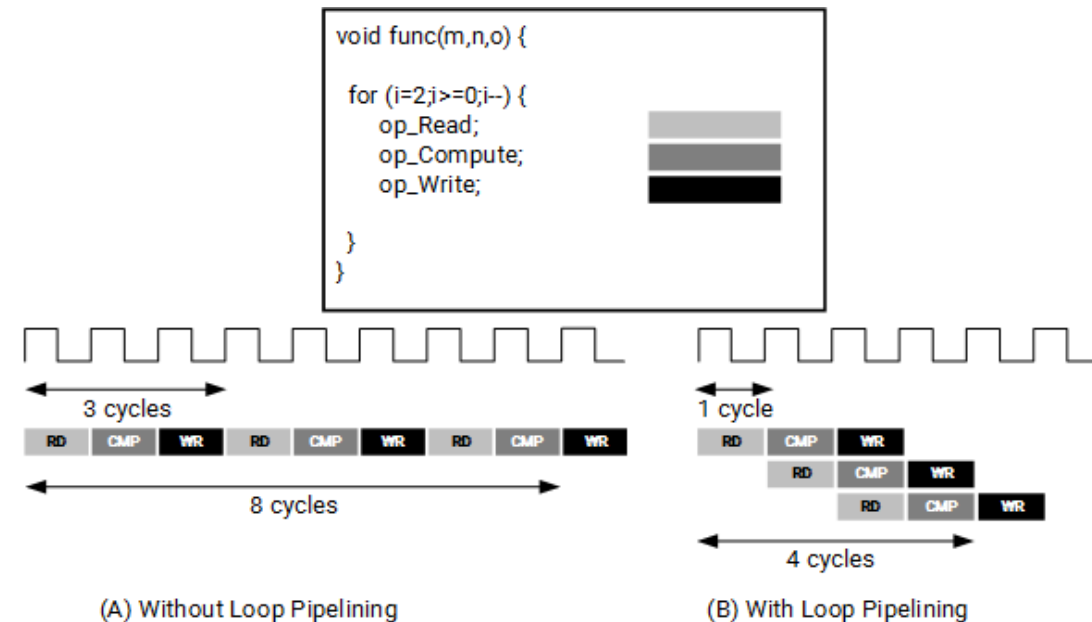 void func(m,n,o) {
for (i=2;i>=0;i--) {
op_Read;
op_Compute;
op_Write;
}
}
3 cycles
RD CMP WR RD CMP WR RD CMP WR
8 cycles
(A) Without Loop Pipelining
1 cycle
RD CMP WR
RD CMP WR
RD CMP WR
4 cycles
(B) With Loop Pipelining